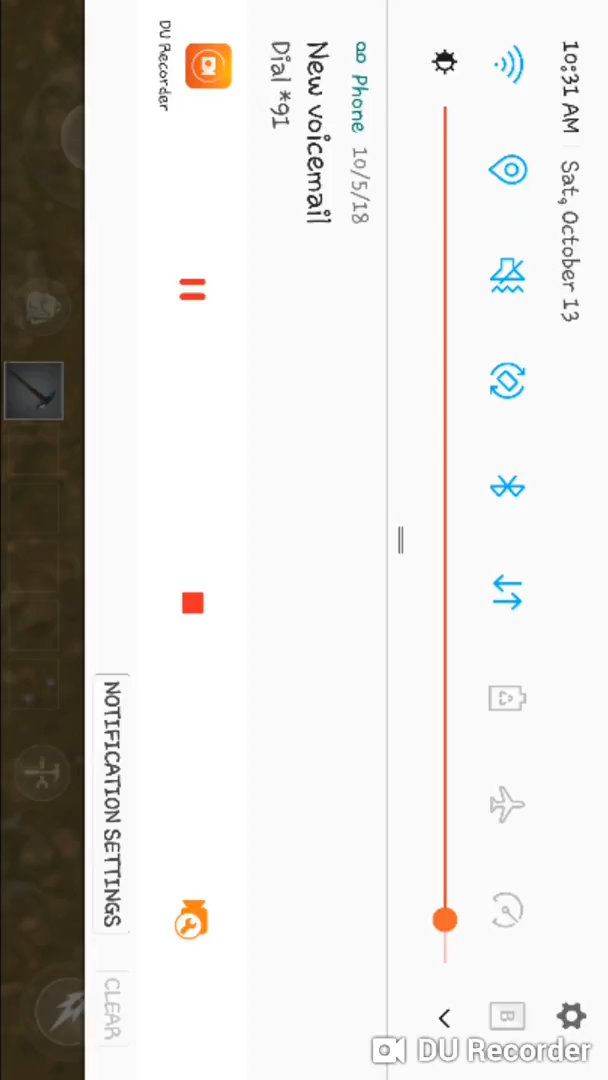 10:31 AM
Sat, October 13
B
Phone 10/5/18
New voicemail
Dial *91
DU Recorder
NOTIFICATION SETTINGS
CLEAR
DU Recorder